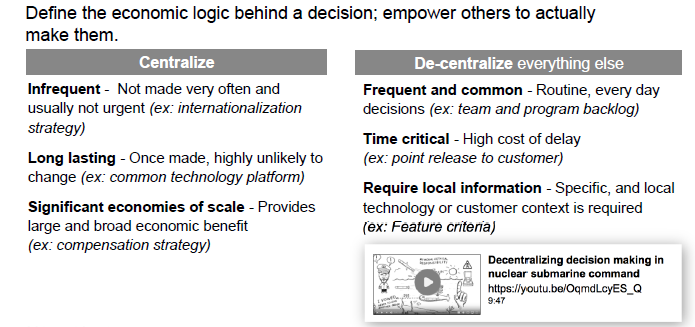 Define the economic logic behind a decision; empower others to actually
make them.
Centralize
Infrequent - Not made very often and
usually not urgent (ex: internationalization
strategy)
Long lasting - Once made, highly unlikely to
change (ex: common technology platform)
Significant economies of scale - Provides
large and broad economic benefit
(ex: compensation strategy)
De-centralize everything else
Frequent and common - Routine, every day
decisions (ex: team and program backlog)
Time critical - High cost of delay
(ex: point release to customer)
Require local information - Specific, and local
technology or customer context is required
(ex: Feature criteria)
Decentralizing decision making in
nuclear submarine command
https://youtu.be/OqmdLcyES_Q
9:47